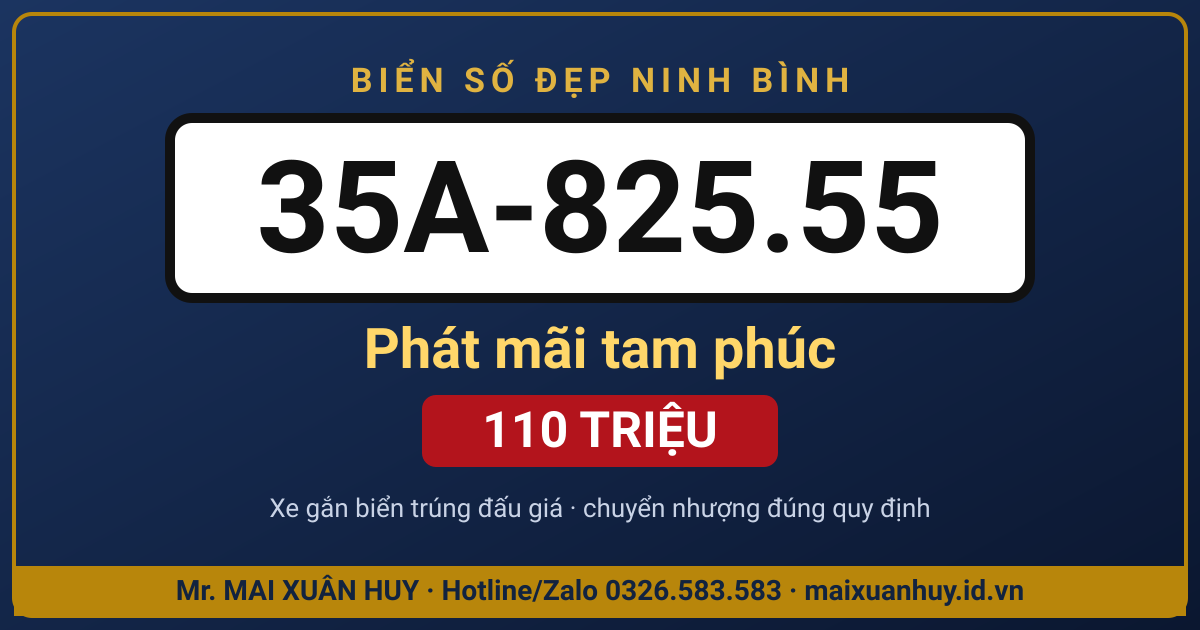 BIỂN SỐ ĐẸP NINH BÌNH
35A-825.55
Phát mãi tam phúc
110 TRIỆU
Xe gắn biển trúng đấu giá · chuyển nhượng đúng quy định
Mr. MAI XUÂN HUY · Hotline/Zalo 0326.583.583 · maixuanhuy.id.vn